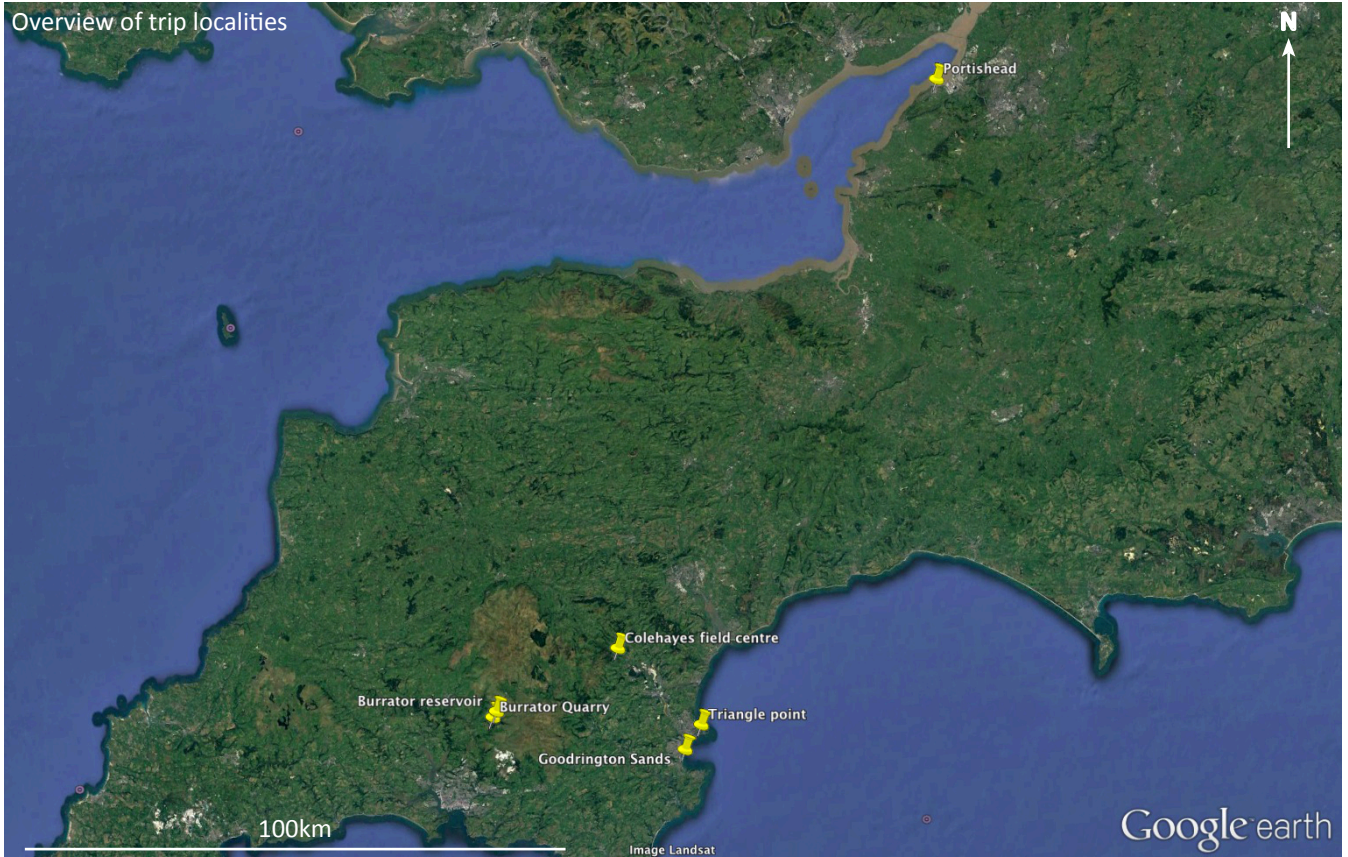 Overview of trip localities
N
Portishead
Colehayes field centre
Burrator reservoir
Burrator Quarry
Triangle point
Goodrington Sands
100km
Google earth
Image Landsat